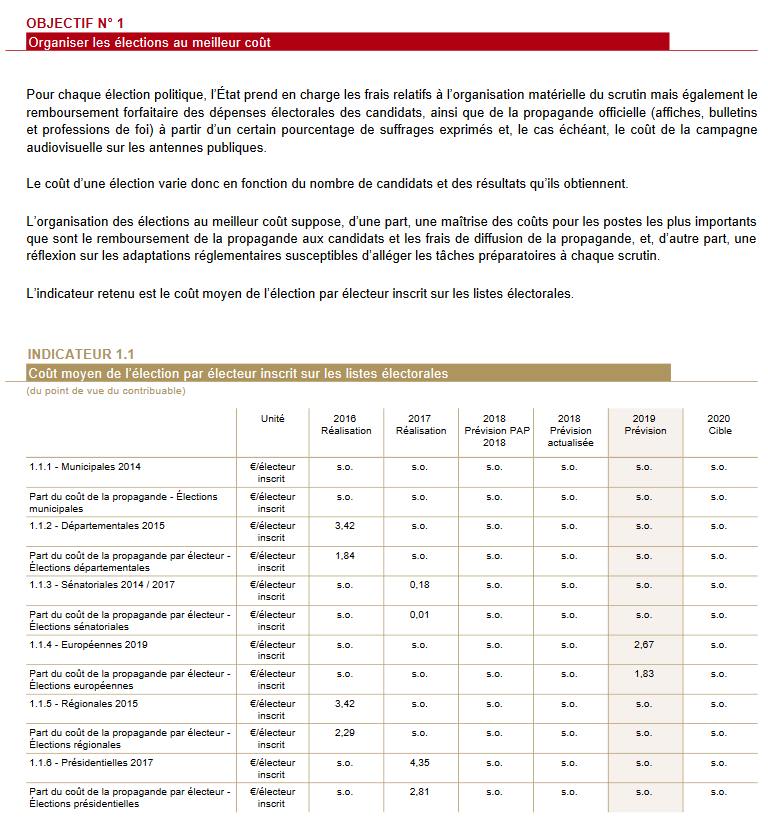 OBJECTIF N° 1
Organiser les élections au meilleur coût
Pour chaque élection politique, l’État prend en charge les frais relatifs à l’organisation matérielle du scrutin mais également le
remboursement forfaitaire des dépenses électorales des candidats, ainsi que de la propagande officielle (affiches, bulletins
et professions de foi) à partir d’un certain pourcentage de suffrages exprimés et, le cas échéant, le coût de la campagne
audiovisuelle sur les antennes publiques.
Le coût d’une élection varie donc en fonction du nombre de candidats et des résultats qu’ils obtiennent.
L’organisation des élections au meilleur coût suppose, d’une part, une maîtrise des coûts pour les postes les plus importants
que sont le remboursement de la propagande aux candidats et les frais de diffusion de la propagande, et, d’autre part, une
réflexion sur les adaptations réglementaires susceptibles d’alléger les tâches préparatoires à chaque scrutin.
L’indicateur retenu est le coût moyen de l’élection par électeur inscrit sur les listes électorales.
INDICATEUR 1.1
Coût moyen de l’élection par électeur inscrit sur les listes électorales
(du point de vue du contribuable)
Unité 2016 2017 2018 2018 2019 2020
Réalisation Réalisation Prévision PAP Prévision Prévision Cible
2018 actualisée
1.1.1 - Municipales 2014 €/électeur s.o. s.o. s.o. s.o. s.o. s.o.
inscrit
Part du coût de la propagande - Élections €/électeur s.o. s.o. s.o. s.o. s.o. s.o.
municipales inscrit
1.1.2 - Départementales 2015 €/électeur 3,42 s.o. s.o. s.o. s.o. s.o.
inscrit
Part du coût de la propagande par électeur - €/électeur 1,84 s.o. s.o. s.o. s.o. s.o.
Élections départementales inscrit
1.1.3 - Sénatoriales 2014 / 2017 €/électeur s.o. 0,18 s.o. s.o. s.o. s.o.
inscrit
Part du coût de la propagande par électeur - €/électeur s.o. 0,01 s.o. s.o. s.o. s.o.
Élections sénatoriales inscrit
1.1.4 - Européennes 2019 €/électeur s.o. s.o. s.o. s.o. 2,67 s.o.
inscrit
Part du coût de la propagande par électeur - €/électeur s.o. s.o. s.o. s.o. 1,83 s.o.
Élections européennes inscrit
1.1.5 - Régionales 2015 €/électeur 3,42 s.o. s.o. s.o. s.o. s.o.
inscrit
Part du coût de la propagande par électeur - €/électeur 2,29 s.o. s.o. s.o. s.o. s.o.
Élections régionales inscrit
1.1.6 - Présidentielles 2017 €/électeur s.o. 4,35 s.o. s.o. s.o. s.o.
inscrit
Part du coût de la propagande par électeur - €/électeur s.o. 2,81 s.o. s.o. s.o. s.o.
Élections présidentielles inscrit